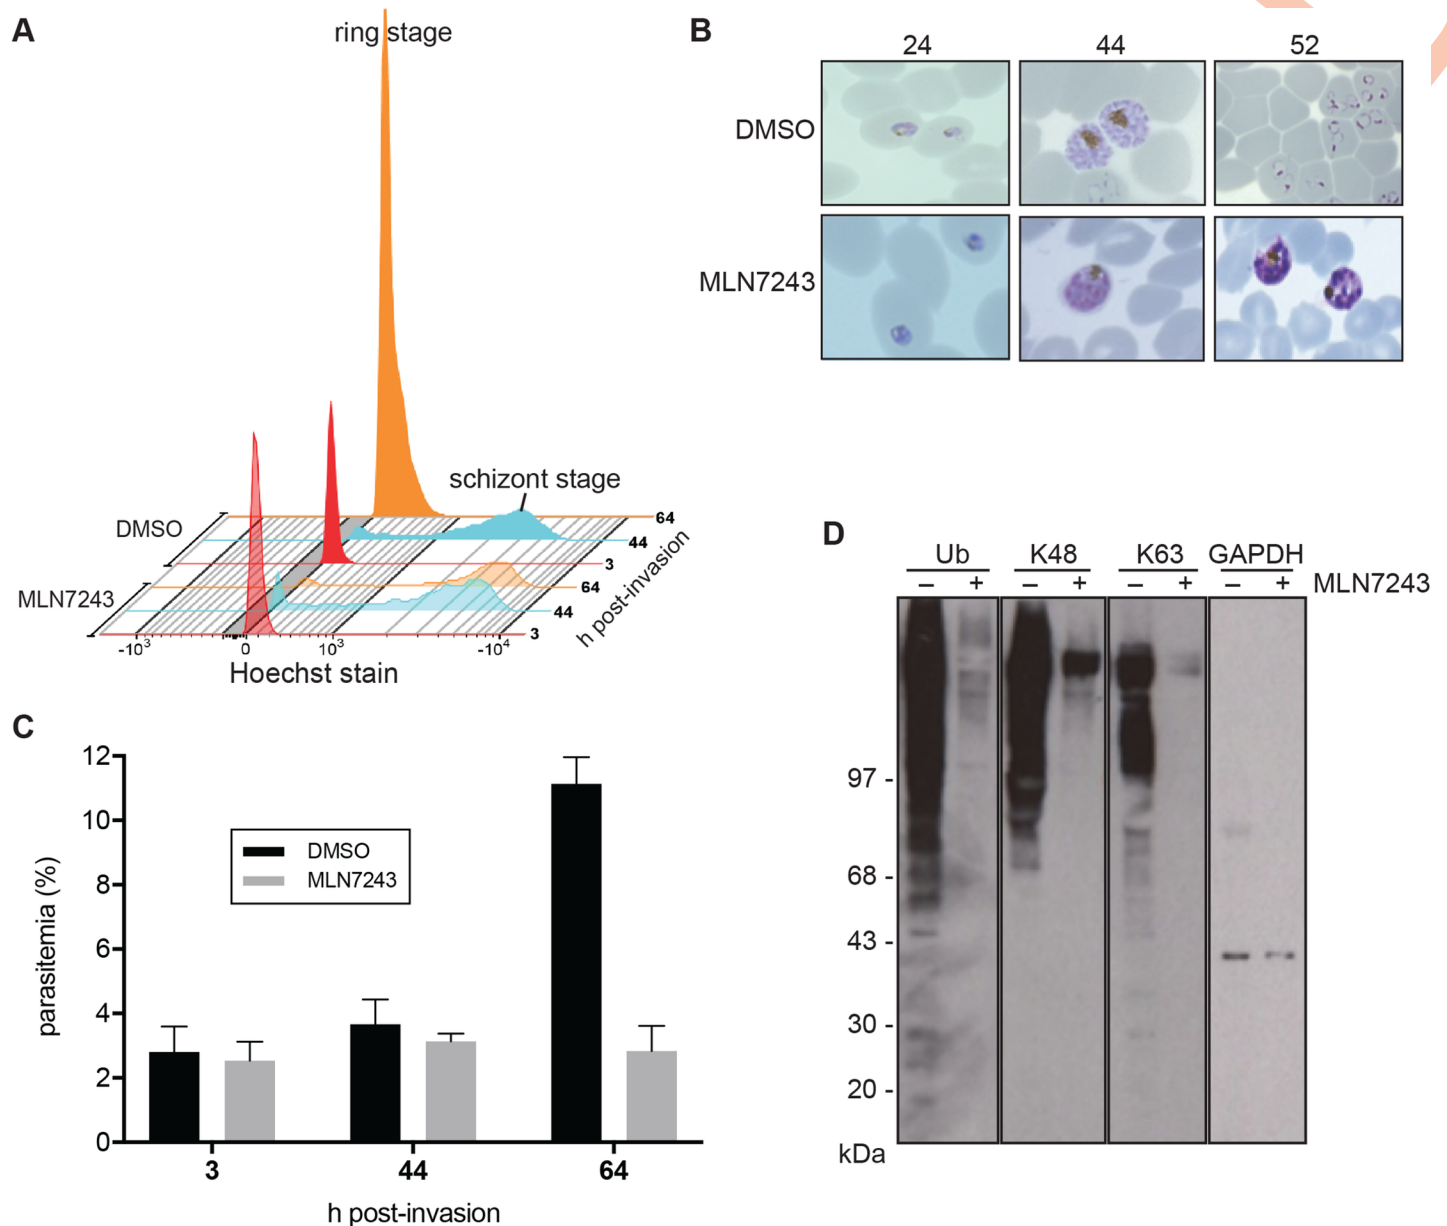 A
ring stage
schizont stage
DMSO
64
44
3
MLN7243
64
44
3
h post-invasion
-10³ 0 10³ -10⁴
Hoechst stain
B
24 44 52
DMSO
MLN7243
C
12
10
8
6
4
2
0
parasitemia (%)
DMSO
MLN7243
3 44 64
h post-invasion
D
Ub K48 K63 GAPDH
– + – + – + – + MLN7243
97 -
68 -
43 -
30 -
20 -
kDa